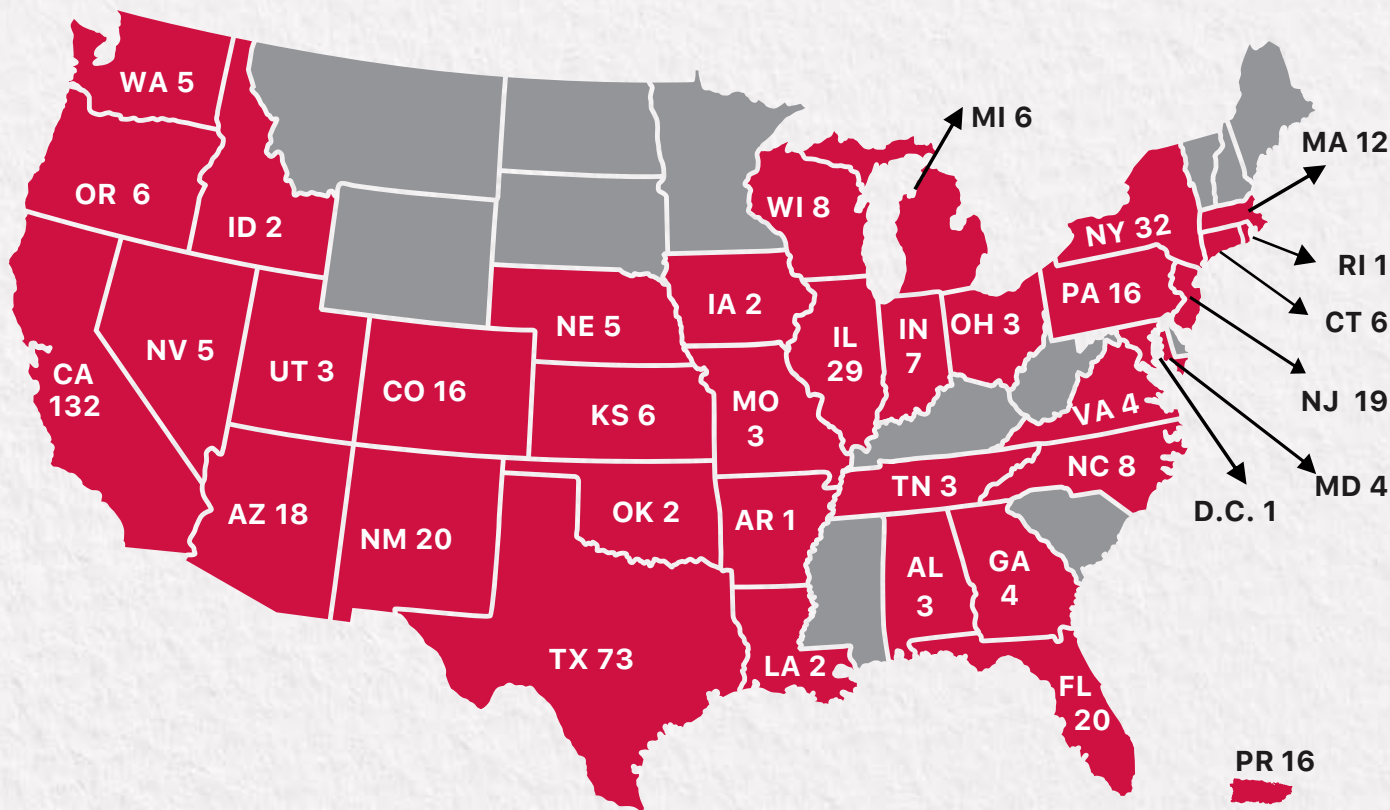 WA 5
MI 6
MA 12
OR 6
ID 2
WI 8
NY 32
RI 1
PA 16
IA 2
CT 6
NE 5
OH 3
IN
7
IL
29
NV 5
UT 3
CO 16
CA
132
NJ 19
MO
3
KS 6
VA 4
NC 8
MD 4
TN 3
D.C. 1
AZ 18
NM 20
OK 2
AR 1
AL
3
GA
4
TX 73
LA 2
FL
20
PR 16